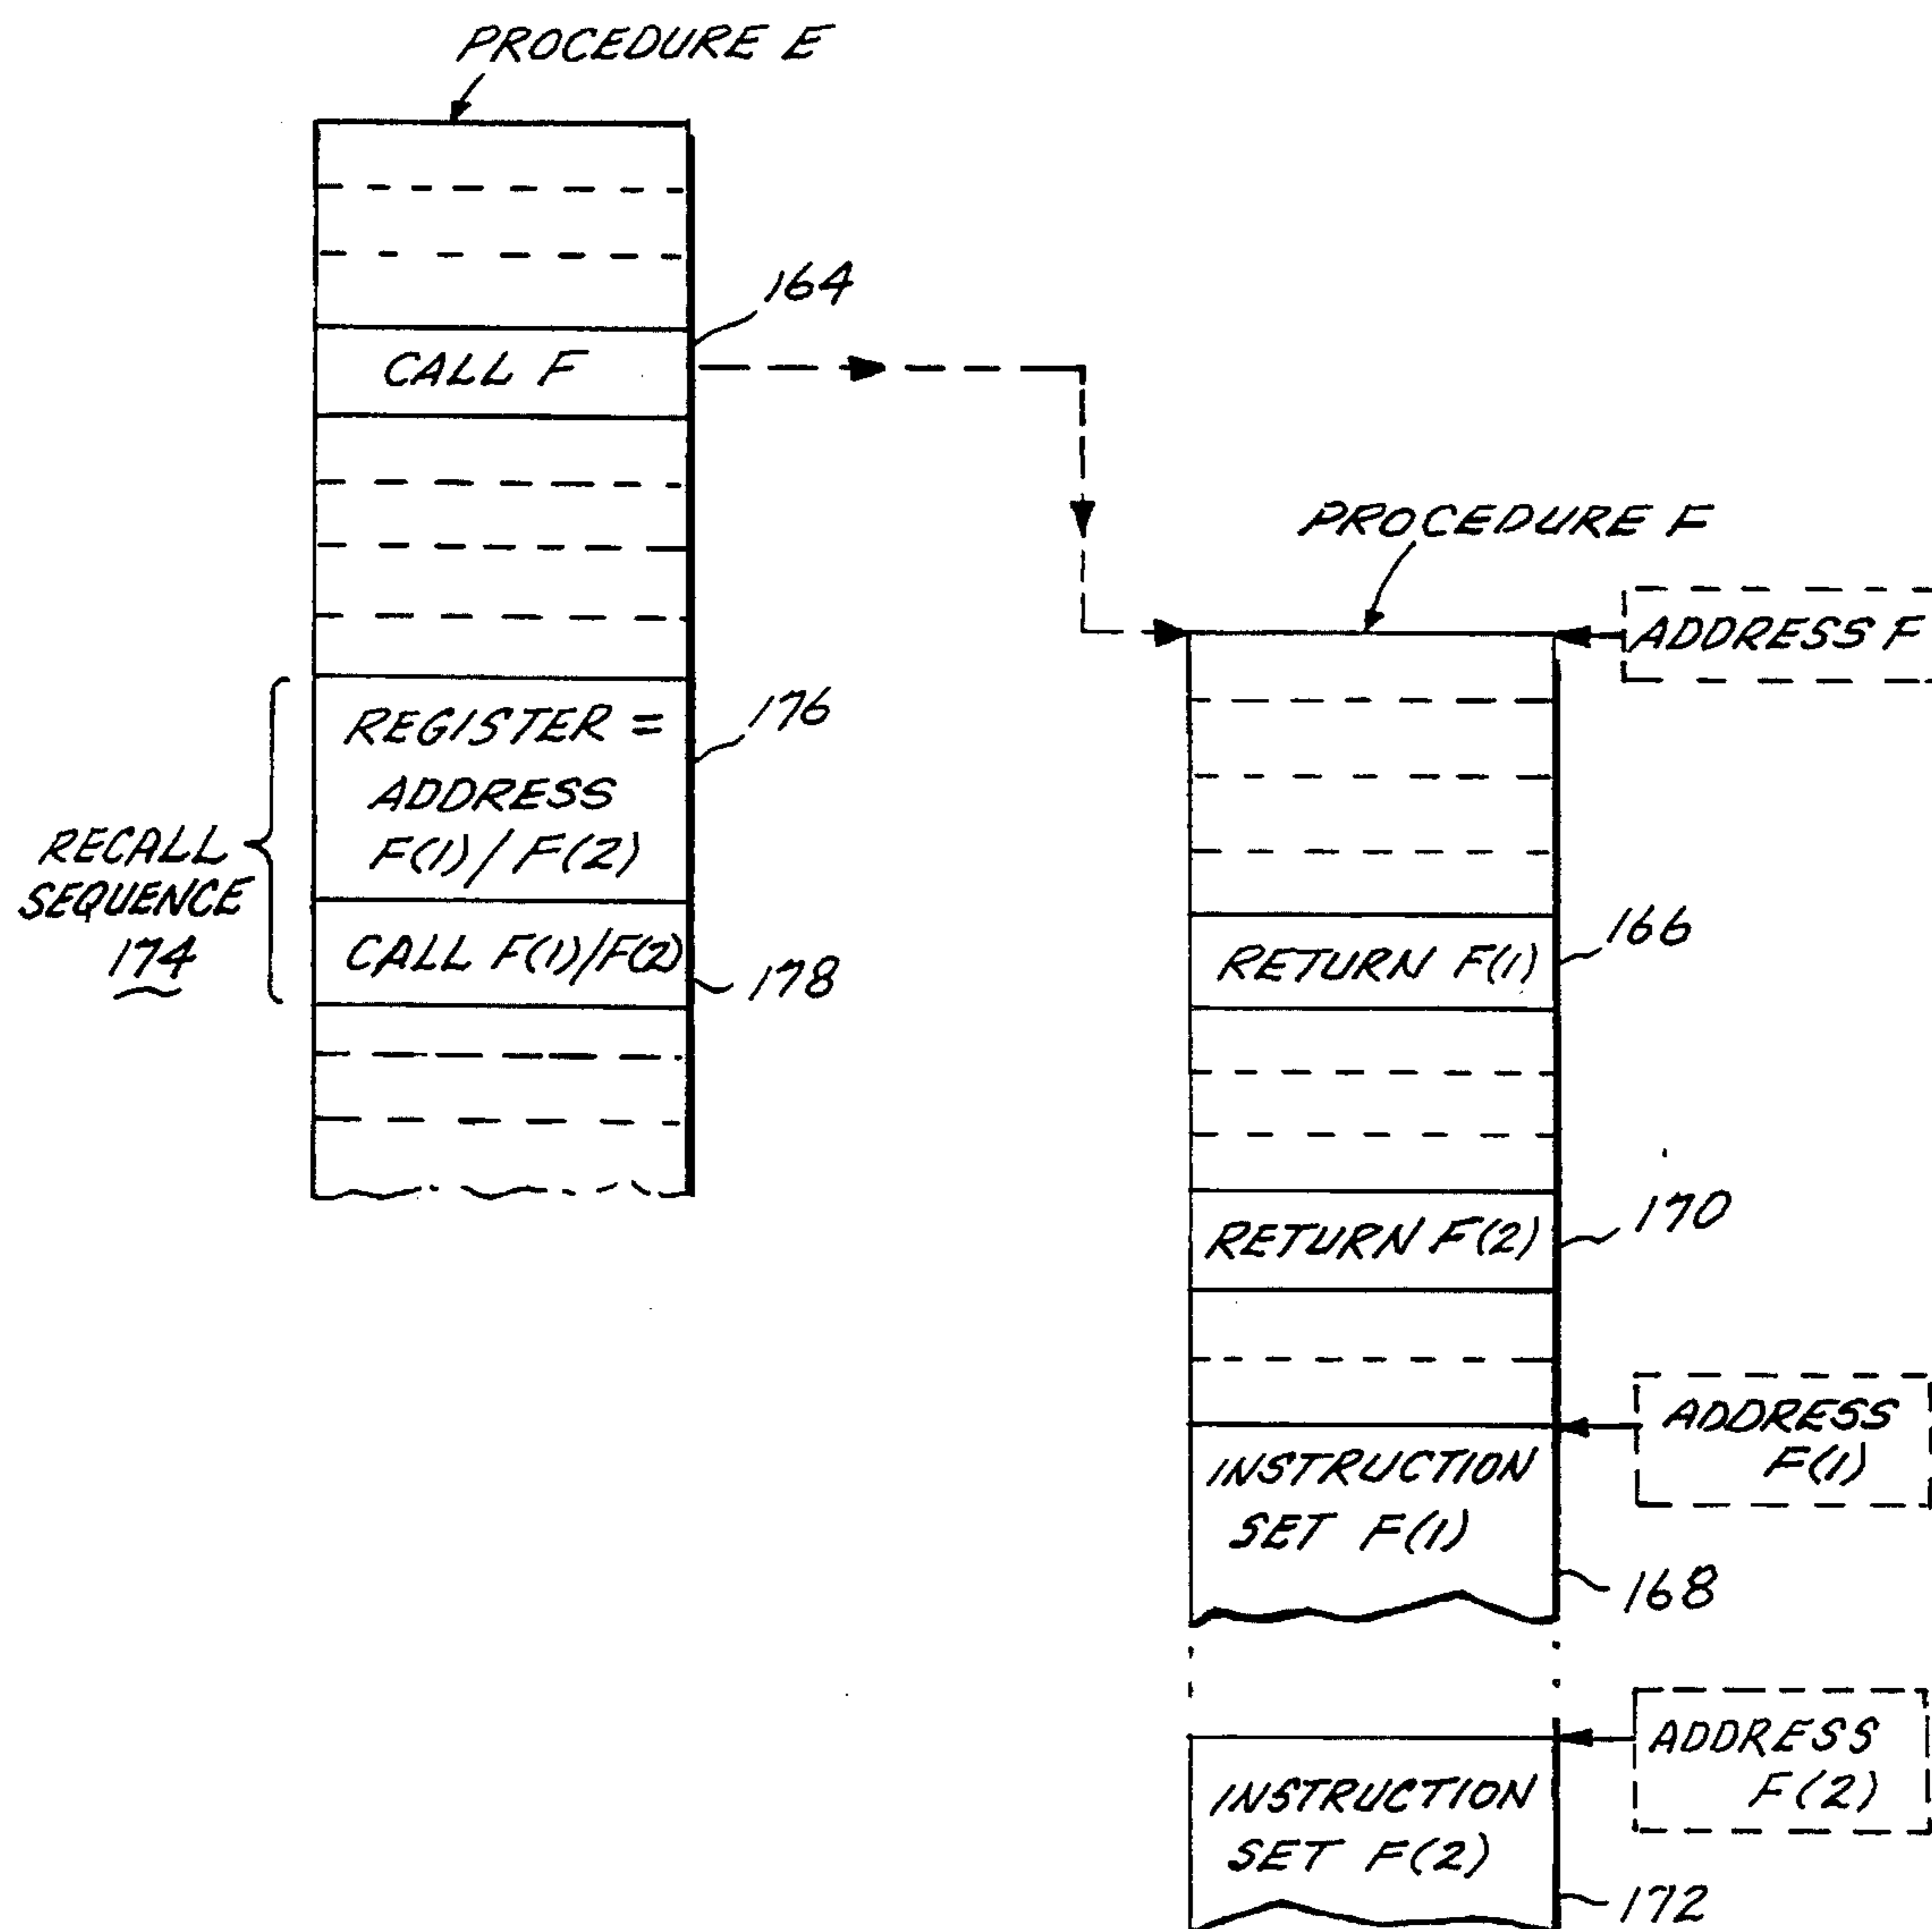 PROCEDURE E
164
CALL F
PROCEDURE F
ADDRESS F
REGISTER =
ADDRESS
F(1)/F(2)
176
RECALL
SEQUENCE
174
CALL F(1)/F(2)
178
RETURN F(1)
166
RETURN F(2)
170
ADDRESS
F(1)
INSTRUCTION
SET F(1)
168
ADDRESS
F(2)
INSTRUCTION
SET F(2)
172